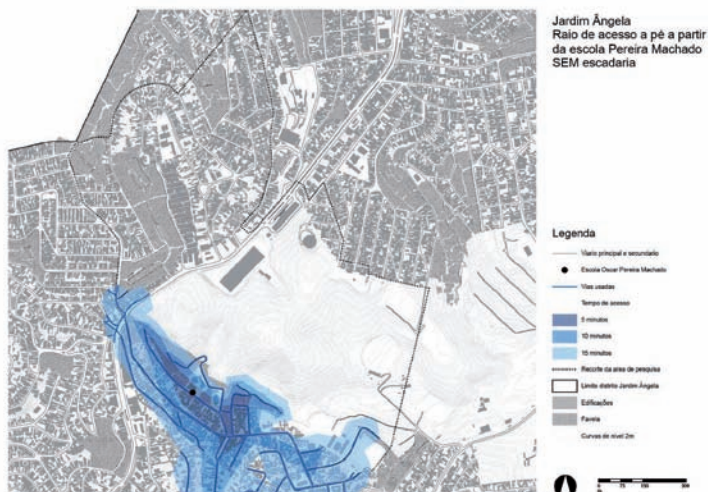 Jardim Ângela
Raio de acesso a pé a partir
da escola Pereira Machado
SEM escadaria
Legenda
Viario principal e secundario
Escola Oscar Pereira Machado
Vias usadas
Tempo de acesso
5 minutos
10 minutos
15 minutos
Recorte da area de pesquisa
Limite distrito Jardim Ângela
Edificações
Favela
Curvas de nivel 2m